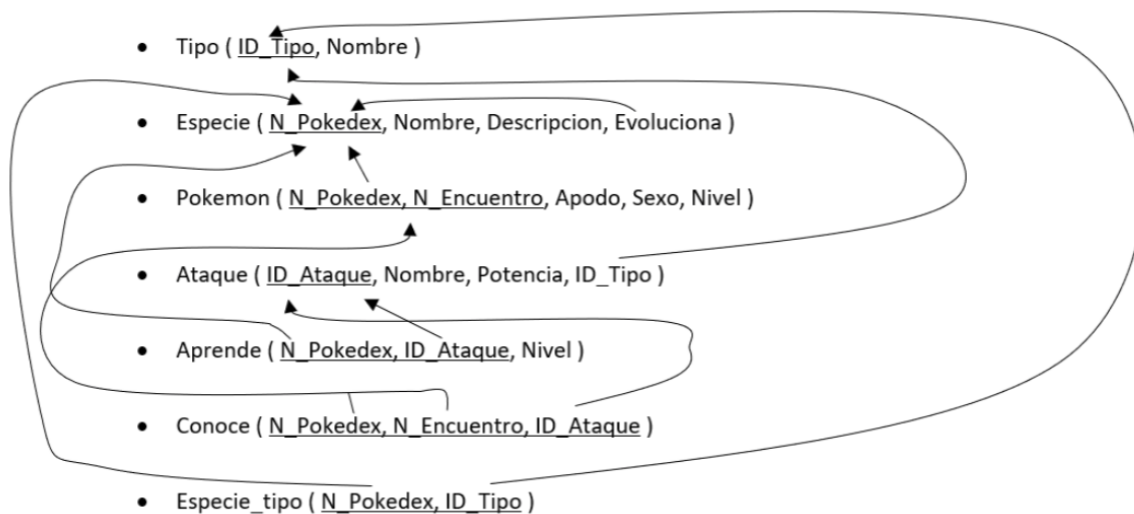 • Tipo ( ID_Tipo, Nombre )
• Especie ( N_Pokedex, Nombre, Descripcion, Evoluciona )
• Pokemon ( N_Pokedex, N_Encuentro, Apodo, Sexo, Nivel )
• Ataque ( ID_Ataque, Nombre, Potencia, ID_Tipo )
• Aprende ( N_Pokedex, ID_Ataque, Nivel )
• Conoce ( N_Pokedex, N_Encuentro, ID_Ataque )
• Especie_tipo ( N_Pokedex, ID_Tipo )